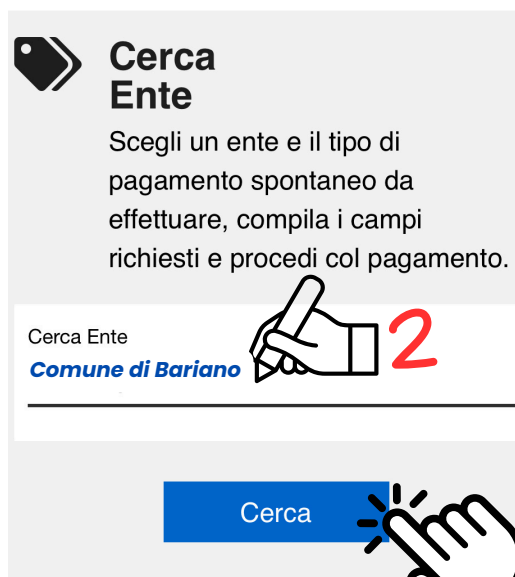 Cerca
Ente
Scegli un ente e il tipo di
pagamento spontaneo da
effettuare, compila i campi
richiesti e procedi col pagamento.
Cerca Ente
Comune di Bariano
2
Cerca